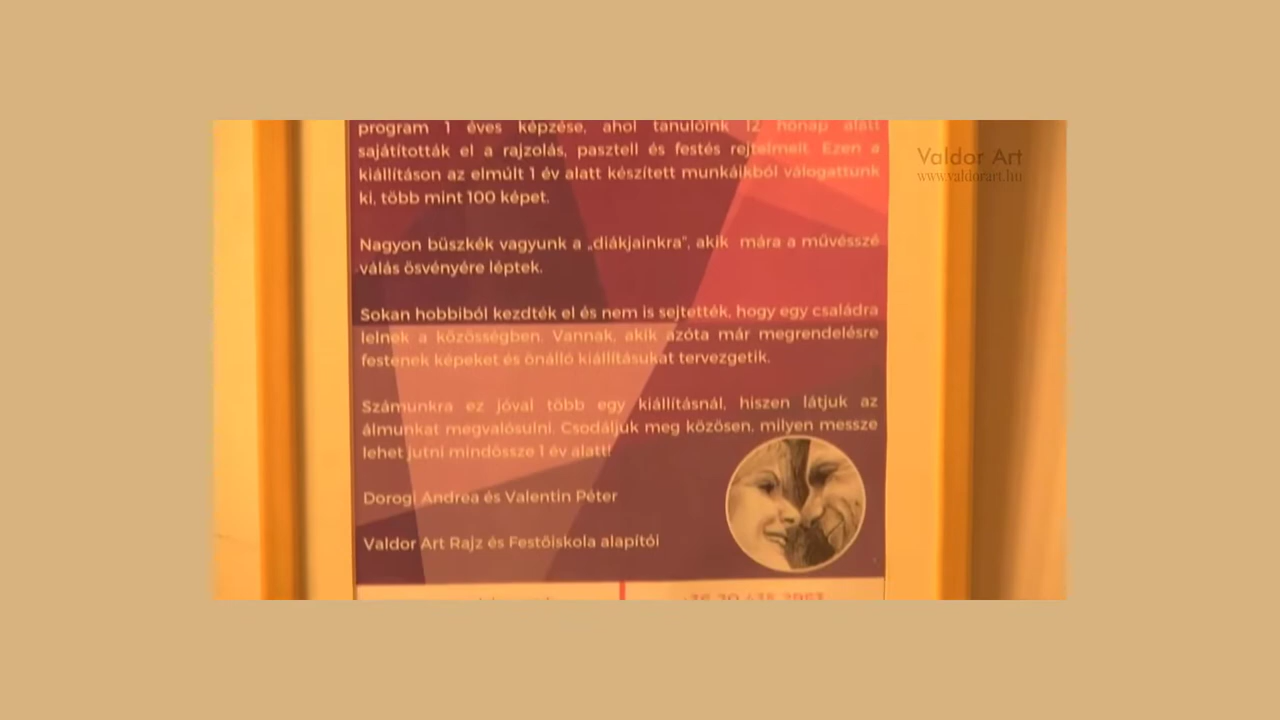 program 1 éves képzése, ahol tanulóink 12 hónap alatt
sajátították el a rajzolás, pasztell és festés rejtelmeit. Ezen a
kiállításon az elmúlt 1 év alatt készített munkáikból válogattunk
ki, több mint 100 képet.
Nagyon büszkék vagyunk a „diákjainkra", akik mára a művésszé
válás ösvényére léptek.
Sokan hobbiból kezdték el és nem is sejtették, hogy egy családra
lelnek a közösségben. Vannak, akik azóta már megrendelésre
festenek képeket és önálló kiállításukat tervezgetik.
Számunkra ez jóval több egy kiállításnál, hiszen látjuk az
álmunkat megvalósulni. Csodáljuk meg közösen, milyen messze
lehet jutni mindössze 1 év alatt!
Dorogi Andrea és Valentin Péter
Valdor Art Rajz és Festőiskola alapítói
Valdor Art
www.valdorart.hu